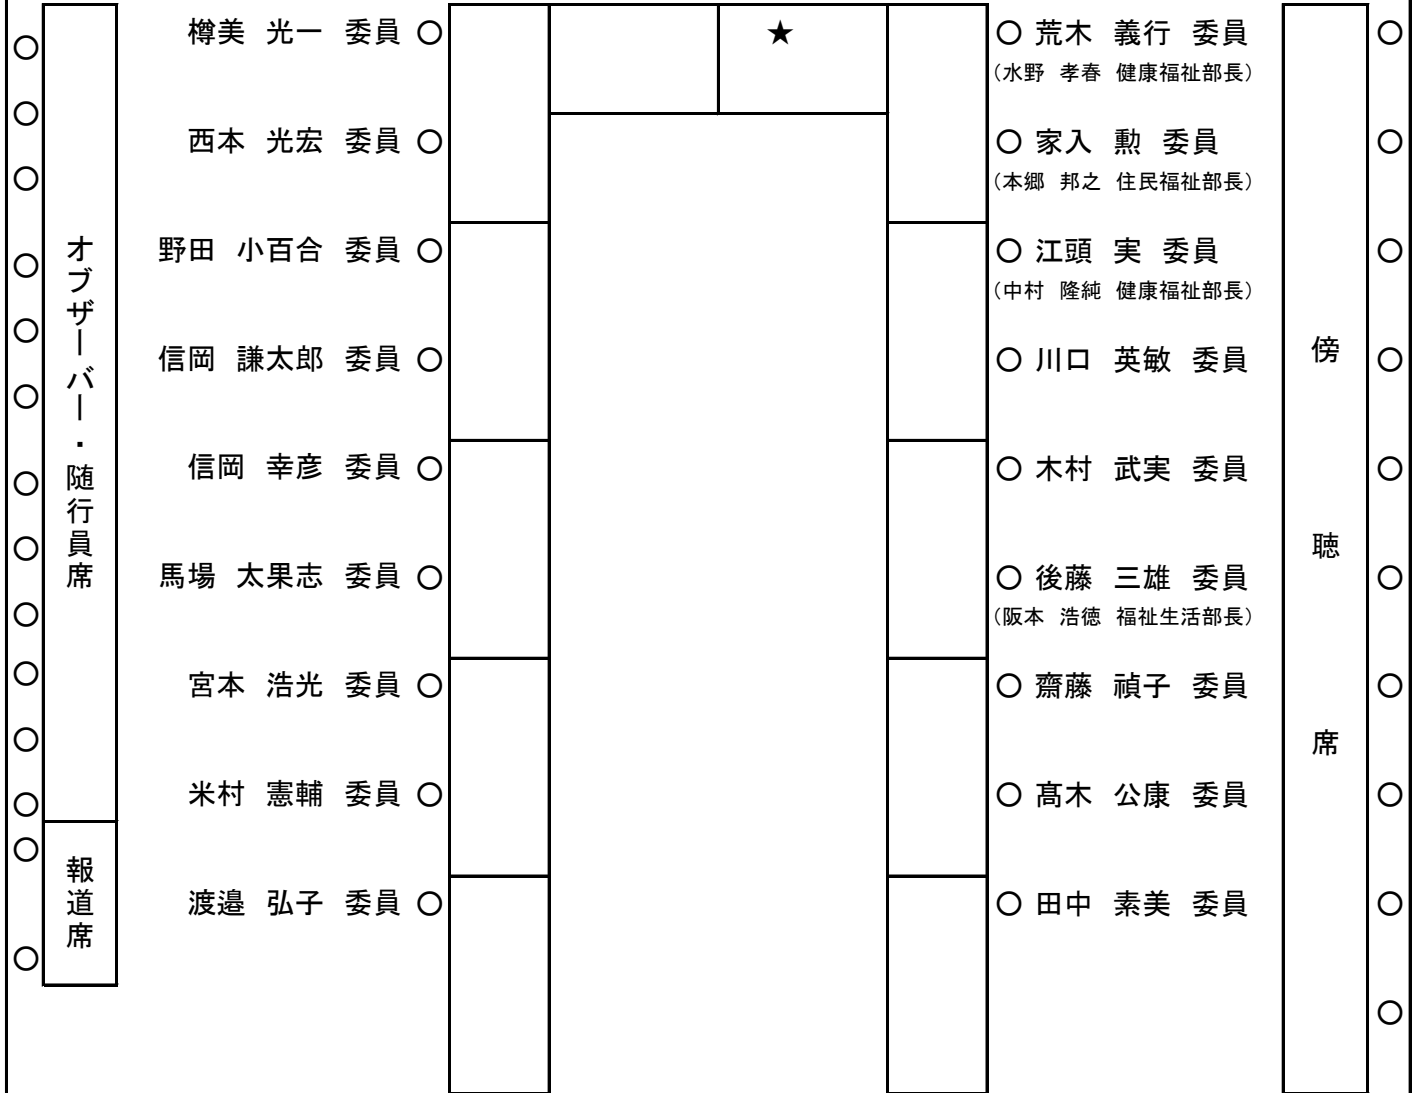 樽美 光一 委員 ○
西本 光宏 委員 ○
野田 小百合 委員 ○
信岡 謙太郎 委員 ○
信岡 幸彦 委員 ○
馬場 太果志 委員 ○
宮本 浩光 委員 ○
米村 憲輔 委員 ○
渡邉 弘子 委員 ○
★
○ 荒木 義行 委員
（水野 孝春 健康福祉部長）
○ 家入 勲 委員
（本郷 邦之 住民福祉部長）
○ 江頭 実 委員
（中村 隆純 健康福祉部長）
○ 川口 英敏 委員
○ 木村 武実 委員
○ 後藤 三雄 委員
（阪本 浩徳 福祉生活部長）
○ 齋藤 禎子 委員
○ 髙木 公康 委員
○ 田中 素美 委員
オブザーバー・随行員席
報道席
傍聴席